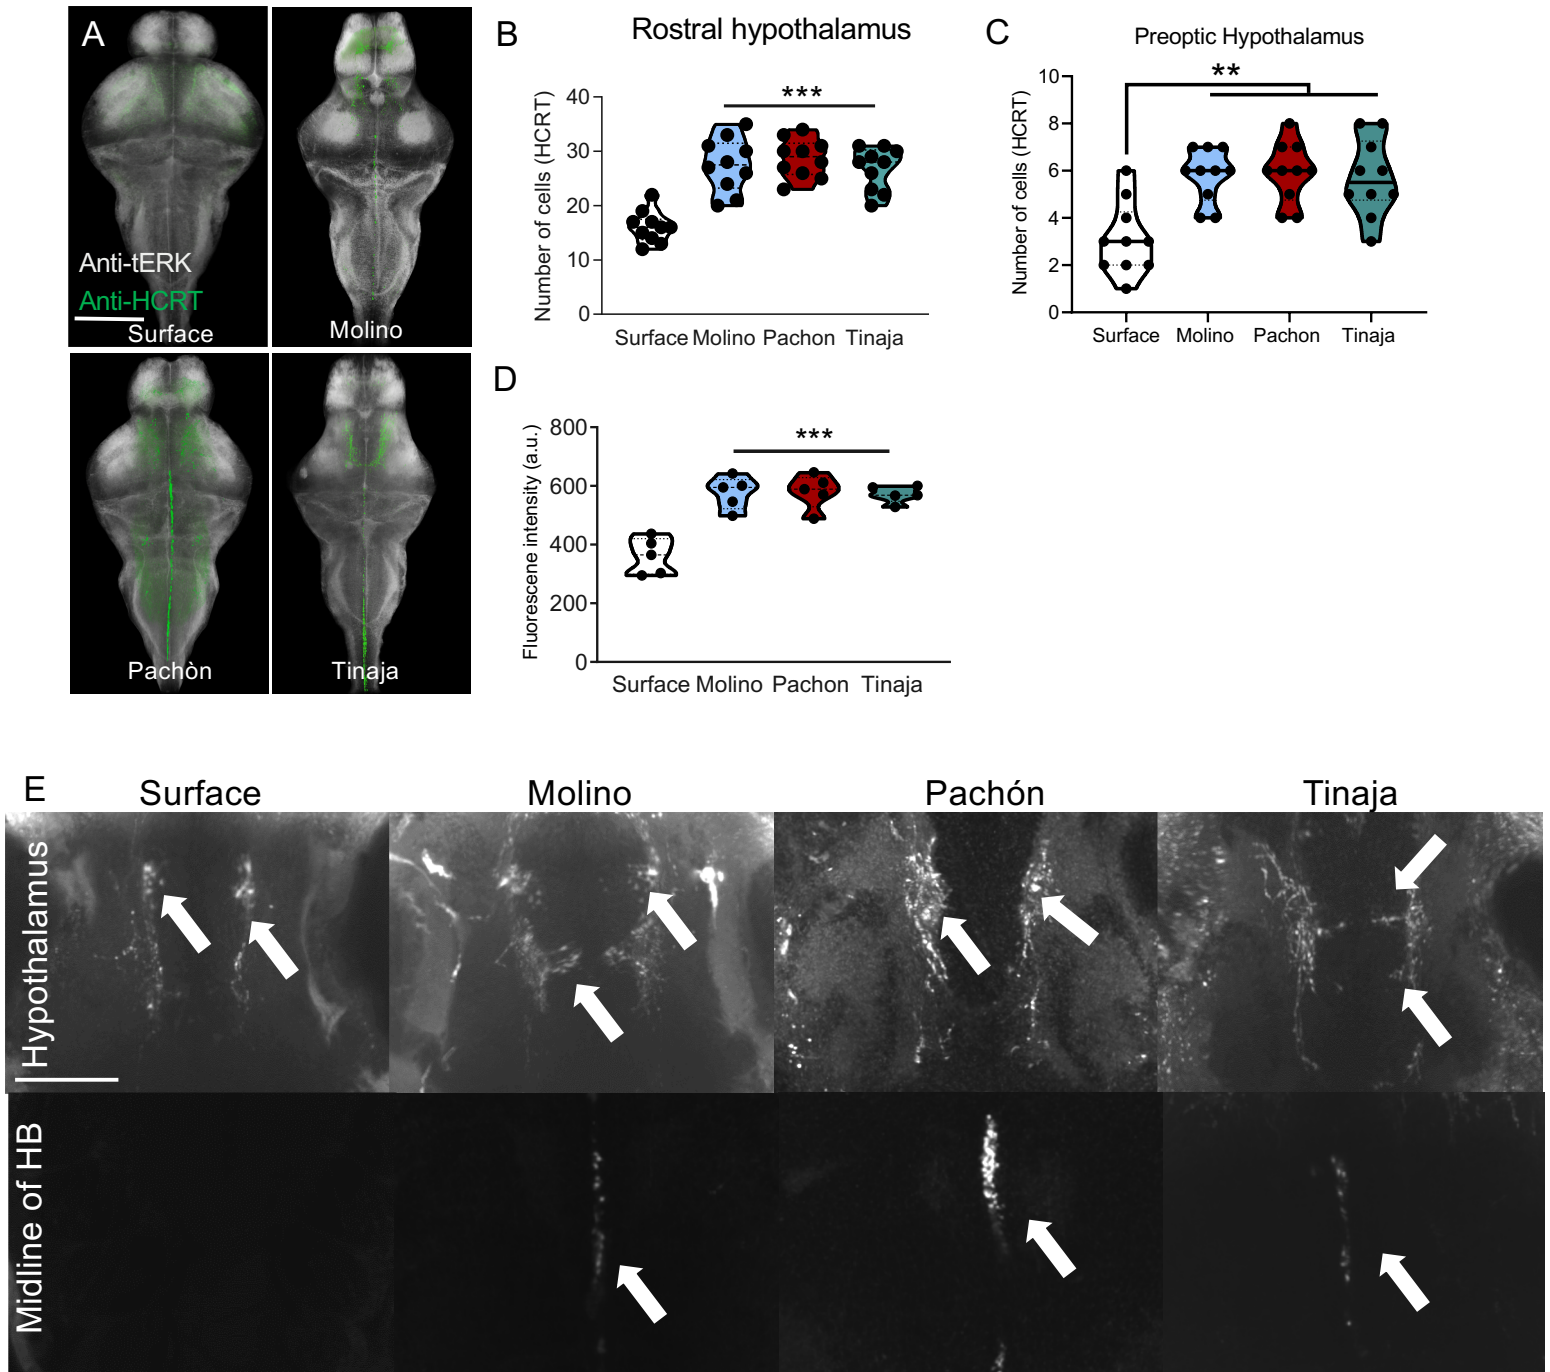 A
Anti-tERK
Anti-HCRT
Surface
Molino
Pachòn
Tinaja
B
Rostral hypothalamus
***
Number of cells (HCRT)
40
30
20
10
0
Surface Molino Pachon Tinaja
C
Preoptic Hypothalamus
**
Number of cells (HCRT)
10
8
6
4
2
0
Surface Molino Pachon Tinaja
D
***
Fluorescene intensity (a.u.)
800
600
400
200
0
Surface Molino Pachon Tinaja
E
Surface Molino Pachón Tinaja
Hypothalamus
Midline of HB